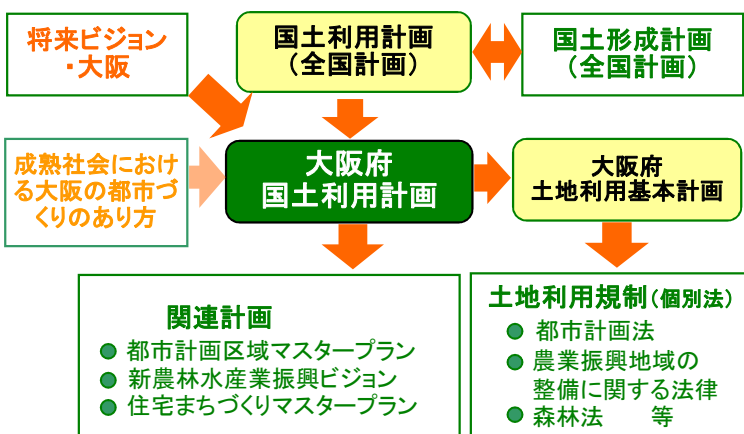 将来ビジョン
・大阪
国土利用計画
（全国計画）
国土形成計画
（全国計画）
成熟社会におけ
る大阪の都市づ
くりのあり方
大阪府
国土利用計画
大阪府
土地利用基本計画
関連計画
都市計画区域マスタープラン
新農林水産業振興ビジョン
住宅まちづくりマスタープラン
土地利用規制（個別法）
都市計画法
農業振興地域の
整備に関する法律
森林法　　等